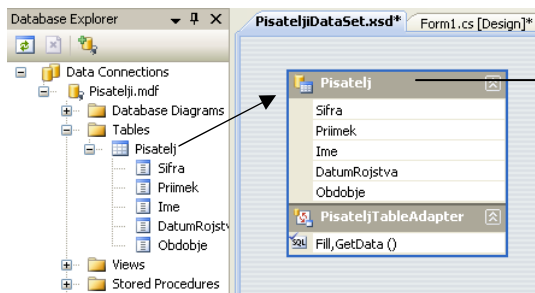 Database Explorer
Data Connections
Pisatelji.mdf
Database Diagrams
Tables
Pisatelj
Sifra
Priimek
Ime
DatumRojstv
Obdobje
Views
Stored Procedures
PisateljiDataSet.xsd* Form1.cs [Design]*
Pisatelj
Sifra
Priimek
Ime
DatumRojstva
Obdobje
PisateljTableAdapter
SQL Fill,GetData ()